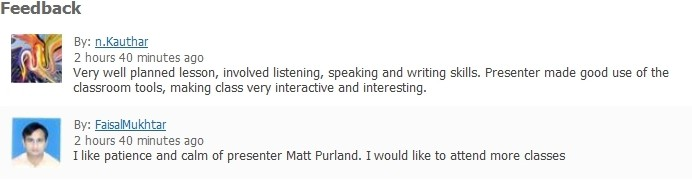 Feedback
By: n.Kauthar
2 hours 40 minutes ago
Very well planned lesson, involved listening, speaking and writing skills. Presenter made good use of the
classroom tools, making class very interactive and interesting.
By: FaisalMukhtar
2 hours 40 minutes ago
I like patience and calm of presenter Matt Purland. I would like to attend more classes